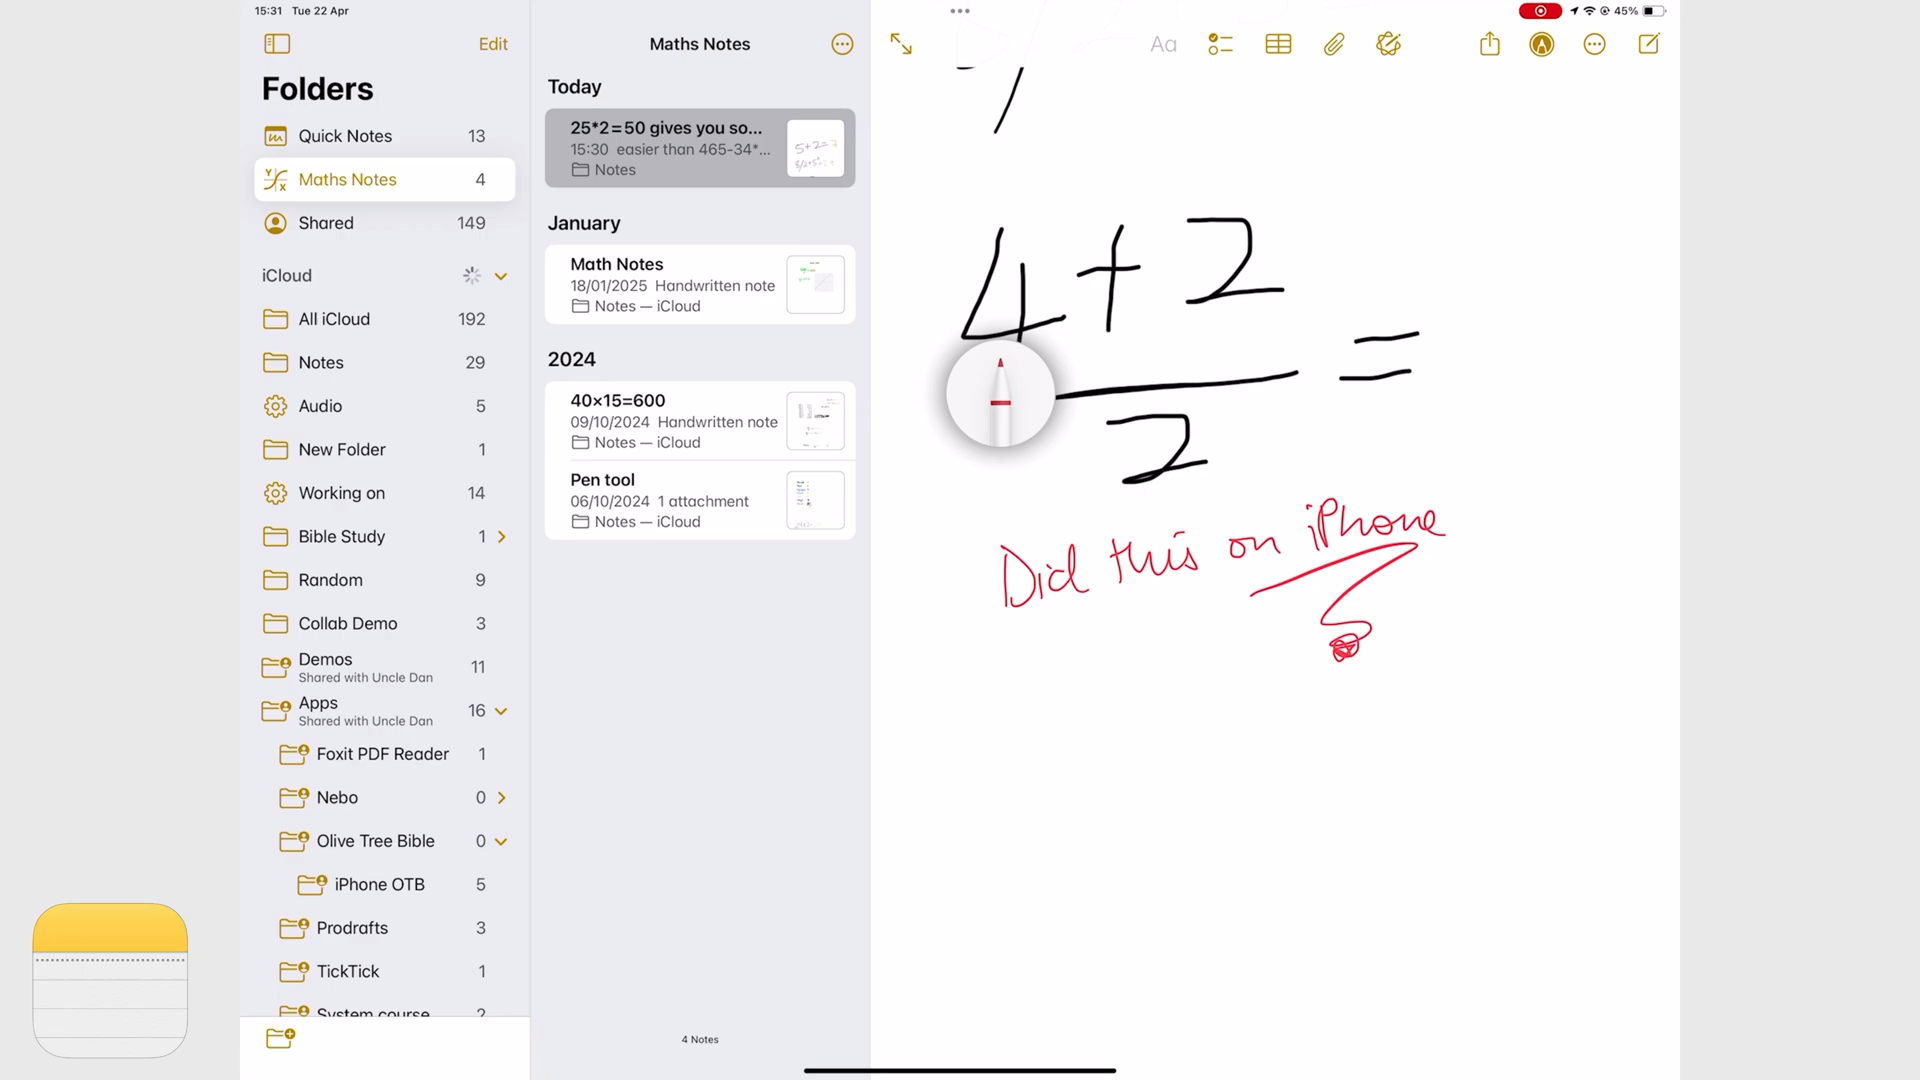 15:31 Tue 22 Apr
45%
Edit
Folders
Quick Notes 13
Maths Notes 4
Shared 149
iCloud
All iCloud 192
Notes 29
Audio 5
New Folder 1
Working on 14
Bible Study 1
Random 9
Collab Demo 3
Demos 11
Shared with Uncle Dan
Apps 16
Shared with Uncle Dan
Foxit PDF Reader 1
Nebo 0
Olive Tree Bible 0
iPhone OTB 5
Prodrafts 3
TickTick 1
System course 2
Maths Notes
Today
25*2=50 gives you so...
15:30 easier than 465-34*...
Notes
5+2=7
January
Math Notes
18/01/2025 Handwritten note
Notes — iCloud
2024
40×15=600
09/10/2024 Handwritten note
Notes — iCloud
Pen tool
06/10/2024 1 attachment
Notes — iCloud
4 Notes
Aa
4+2
=
2
Did this on iPhone